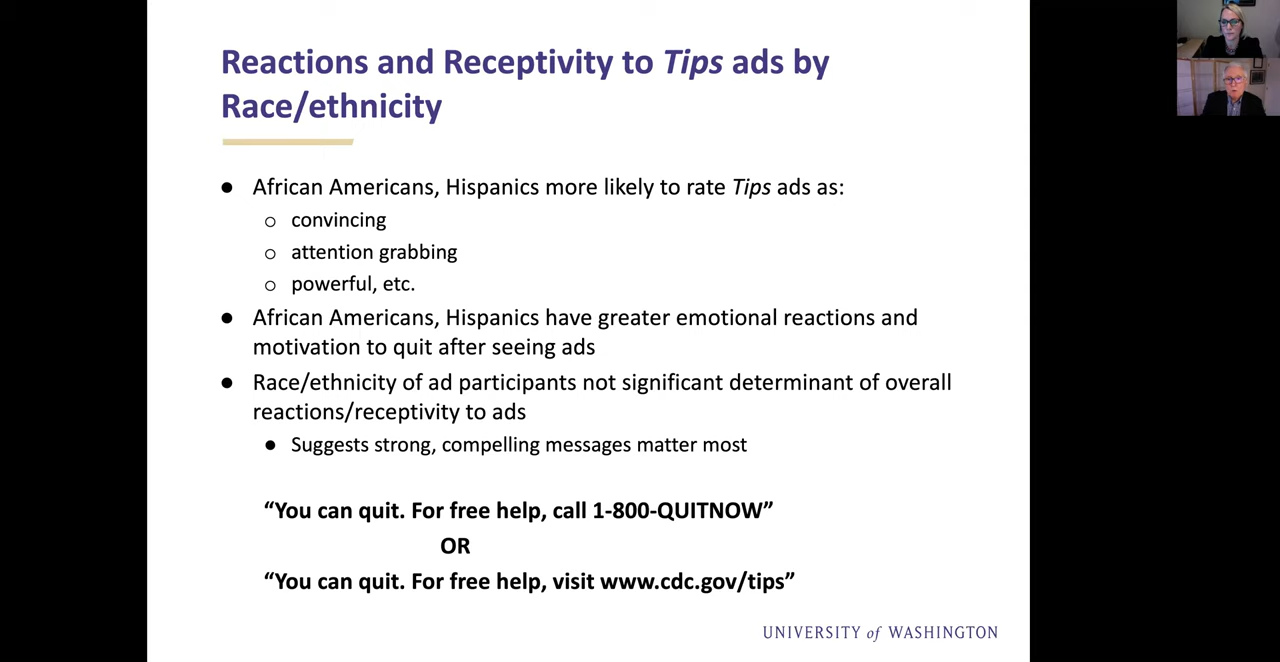 Reactions and Receptivity to Tips ads by
Race/ethnicity
● African Americans, Hispanics more likely to rate Tips ads as:
○ convincing
○ attention grabbing
○ powerful, etc.
● African Americans, Hispanics have greater emotional reactions and
motivation to quit after seeing ads
● Race/ethnicity of ad participants not significant determinant of overall
reactions/receptivity to ads
● Suggests strong, compelling messages matter most
“You can quit. For free help, call 1-800-QUITNOW”
OR
“You can quit. For free help, visit www.cdc.gov/tips”
UNIVERSITY of WASHINGTON